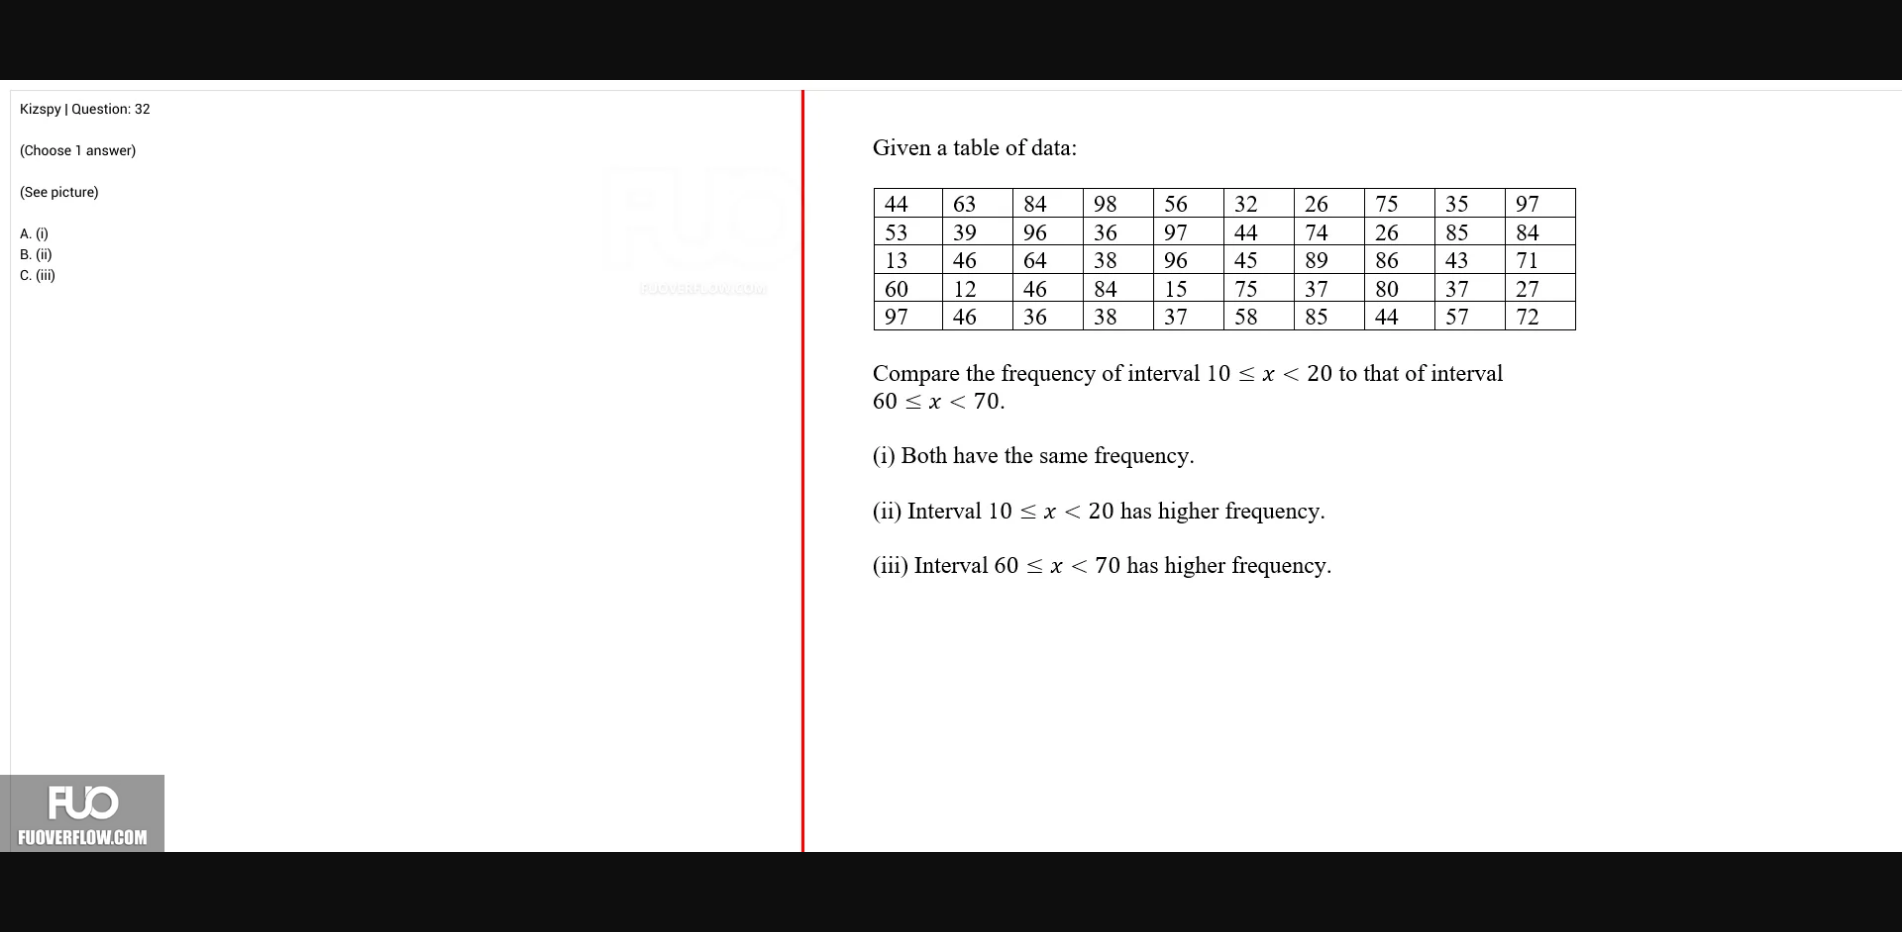 Kizspy | Question: 32
(Choose 1 answer)
(See picture)
A. (i)
B. (ii)
C. (iii)
FUOVERFLOW.COM
Given a table of data:
44 63 84 98 56 32 26 75 35 97
53 39 96 36 97 44 74 26 85 84
13 46 64 38 96 45 89 86 43 71
60 12 46 84 15 75 37 80 37 27
97 46 36 38 37 58 85 44 57 72
Compare the frequency of interval 10 ≤ x < 20 to that of interval
60 ≤ x < 70.
(i) Both have the same frequency.
(ii) Interval 10 ≤ x < 20 has higher frequency.
(iii) Interval 60 ≤ x < 70 has higher frequency.
FUO
FUOVERFLOW.COM